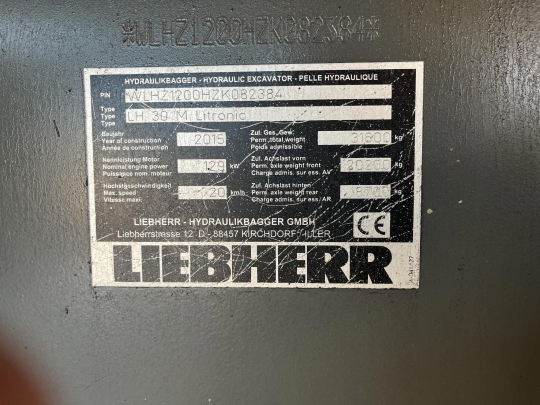 *WLHZ1200HZK082384*
HYDRAULIKBAGGER - HYDRAULIC EXCAVATOR - PELLE HYDRAULIQUE
PIN WLHZ1200HZK082384
Type
Type LH 30 M Litronic
Type
Baujahr
Year of construction 2015
Année de construction
Nennleistung Motor
Nominal engine power 129 kW
Puissance nom. moteur
Höchstgeschwindigkeit
Max. speed 20 km/h
Vitesse maxi.
Zul. Ges. Gew.
Perm. total weight kg
Poids admissible
Zul. Achslast vorn
Perm. axle weight front kg
Charge admis. sur ess. AV
Zul. Achslast hinten
Perm. axle weight rear kg
Charge admis. sur ess. AR
LIEBHERR - HYDRAULIKBAGGER GMBH
Liebherrstrasse 12 D - 88457 KIRCHDORF / ILLER
CE
LIEBHERR